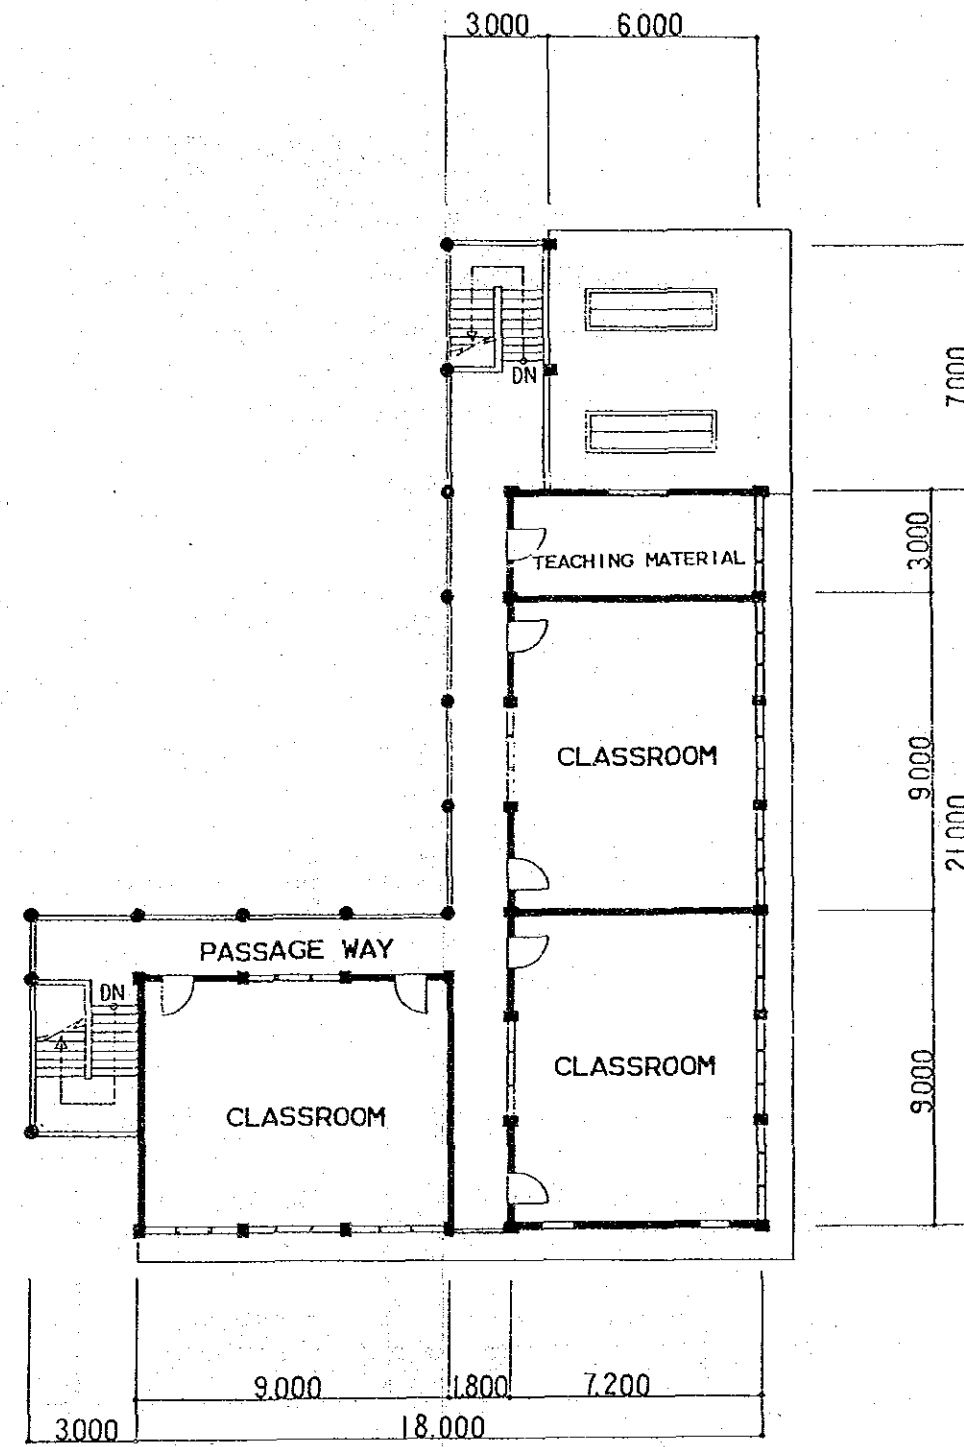 3.000 6.000
DN
7.000
3.000
TEACHING MATERIAL
CLASSROOM
9.000
21.000
PASSAGE WAY
DN
CLASSROOM
9.000
CLASSROOM
9.000 1.800 7.200
3.000 18.000